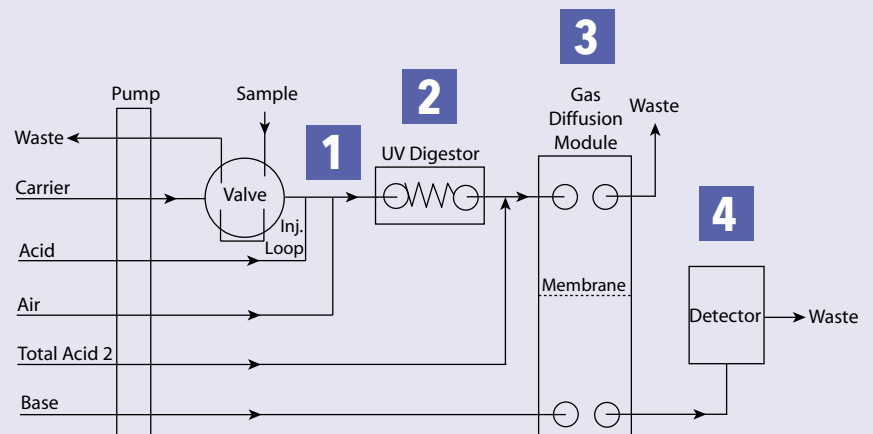 3
2
Pump
Sample
Gas
Diffusion
Module
Waste
Waste
1
UV Digestor
Carrier
Valve
4
Inj.
Loop
Acid
Membrane
Air
Detector
Waste
Total Acid 2
Base